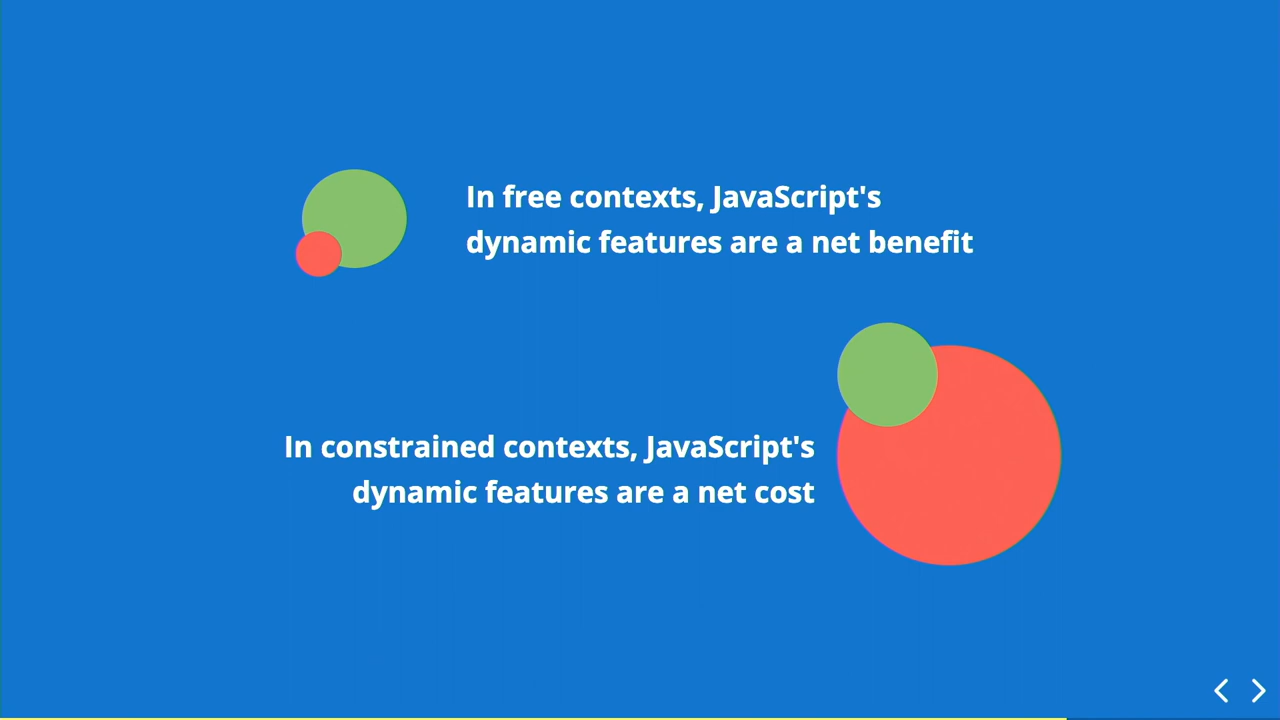 In free contexts, JavaScript's
dynamic features are a net benefit
In constrained contexts, JavaScript's
dynamic features are a net cost